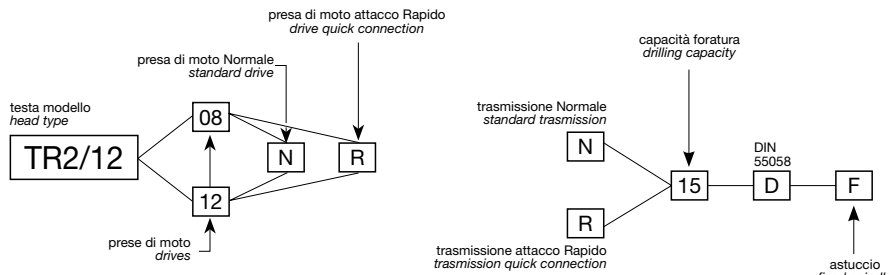 presa di moto attacco Rapido
drive quick connection
presa di moto Normale
standard drive
testa modello
head type
TR2/12
08
N
R
12
prese di moto
drives
capacità foratura
drilling capacity
trasmissione Normale
standard trasmission
N
DIN
55058
15
D
F
R
trasmissione attacco Rapido
trasmission quick connection
astuccio